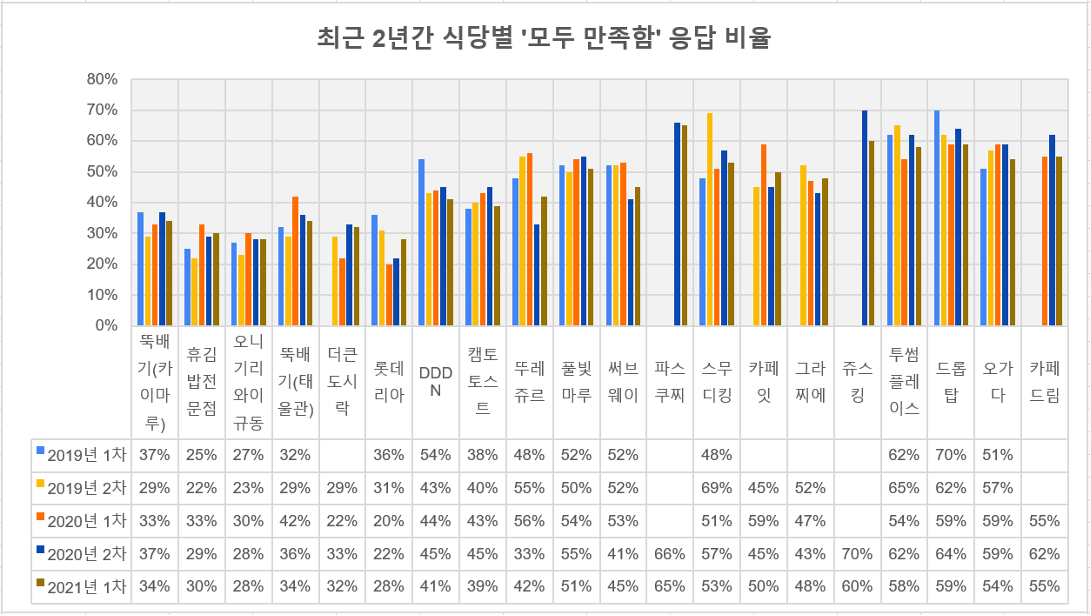 최근 2년간 식당별 '모두 만족함' 응답 비율
80%
70%
60%
50%
40%
30%
20%
10%
0%
뚝배기(카이마루) 휴김밥전문점 오니기리와이규동 뚝배기(태울관) 더큰도시락 롯데리아 DDDN 캠토토스트 뚜레쥬르 풀빛마루 써브웨이 파스쿠찌 스무디킹 카페잇 그라찌에 쥬스킹 투썸플레이스 드롭탑 오가다 카페드림
2019년 1차 37% 25% 27% 32% 36% 54% 38% 48% 52% 52% 48% 62% 70% 51%
2019년 2차 29% 22% 23% 29% 29% 31% 43% 40% 55% 50% 52% 69% 45% 52% 65% 62% 57%
2020년 1차 33% 33% 30% 42% 22% 20% 44% 43% 56% 54% 53% 51% 59% 47% 54% 59% 59% 55%
2020년 2차 37% 29% 28% 36% 33% 22% 45% 45% 33% 55% 41% 66% 57% 45% 43% 70% 62% 64% 59% 62%
2021년 1차 34% 30% 28% 34% 32% 28% 41% 39% 42% 51% 45% 65% 53% 50% 48% 60% 58% 59% 54% 55%